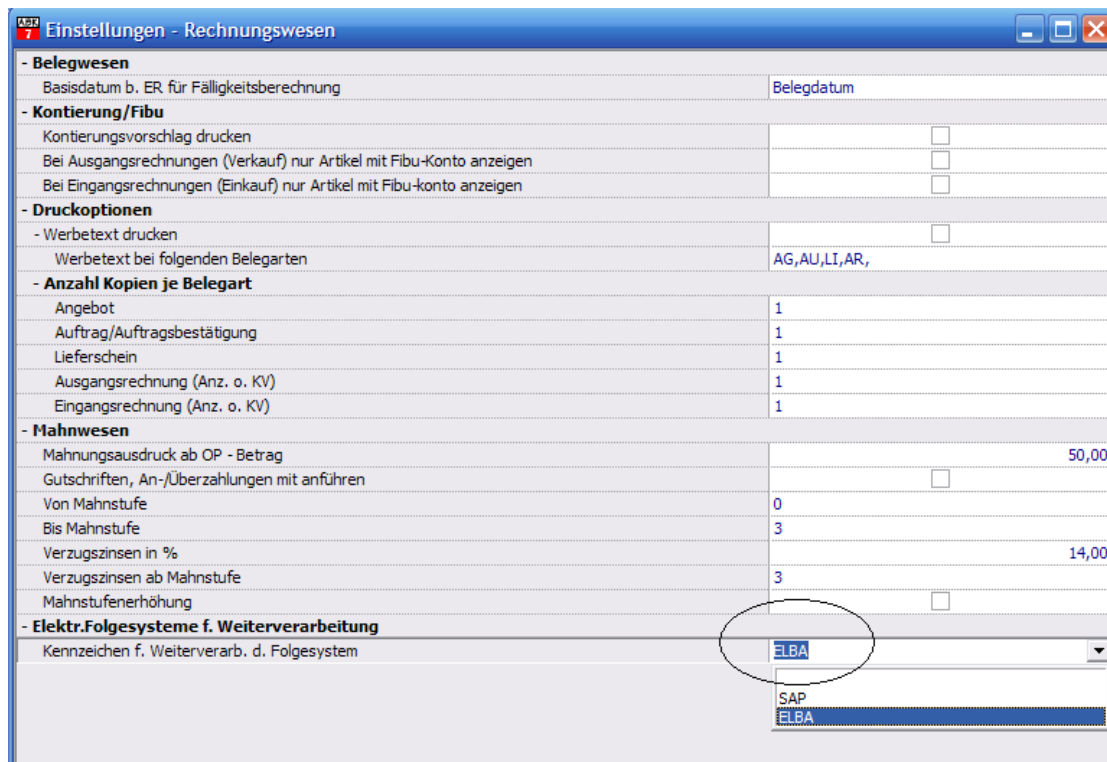 ABK
7 Einstellungen - Rechnungswesen
- Belegwesen
Basisdatum b. ER für Fälligkeitsberechnung Belegdatum
- Kontierung/Fibu
Kontierungsvorschlag drucken
Bei Ausgangsrechnungen (Verkauf) nur Artikel mit Fibu-Konto anzeigen
Bei Eingangsrechnungen (Einkauf) nur Artikel mit Fibu-konto anzeigen
- Druckoptionen
- Werbetext drucken
Werbetext bei folgenden Belegarten AG,AU,LI,AR,
- Anzahl Kopien je Belegart
Angebot 1
Auftrag/Auftragsbestätigung 1
Lieferschein 1
Ausgangsrechnung (Anz. o. KV) 1
Eingangsrechnung (Anz. o. KV) 1
- Mahnwesen
Mahnungsausdruck ab OP - Betrag 50,00
Gutschriften, An-/Überzahlungen mit anführen
Von Mahnstufe 0
Bis Mahnstufe 3
Verzugszinsen in % 14,00
Verzugszinsen ab Mahnstufe 3
Mahnstufenerhöhung
- Elektr.Folgesysteme f. Weiterverarbeitung
Kennzeichen f. Weiterverarb. d. Folgesystem ELBA
SAP
ELBA